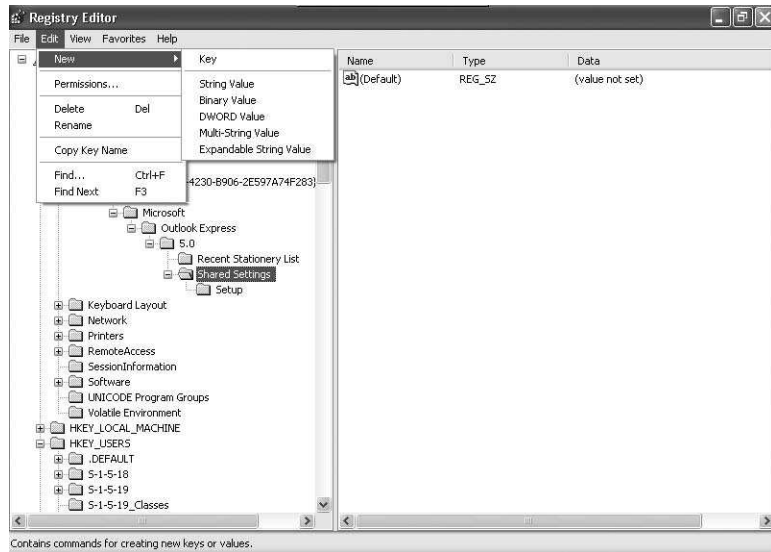 Registry Editor
File Edit View Favorites Help
New
Permissions...
Delete Del
Rename
Copy Key Name
Find... Ctrl+F
Find Next F3
Key
String Value
Binary Value
DWORD Value
Multi-String Value
Expandable String Value
-4230-B906-2E597A74F283}
Microsoft
Outlook Express
5.0
Recent Stationery List
Shared Settings
Setup
Keyboard Layout
Network
Printers
RemoteAccess
SessionInformation
Software
UNICODE Program Groups
Volatile Environment
HKEY_LOCAL_MACHINE
HKEY_USERS
.DEFAULT
S-1-5-18
S-1-5-19
S-1-5-19_Classes
Name Type Data
ab (Default) REG_SZ (value not set)
Contains commands for creating new keys or values.